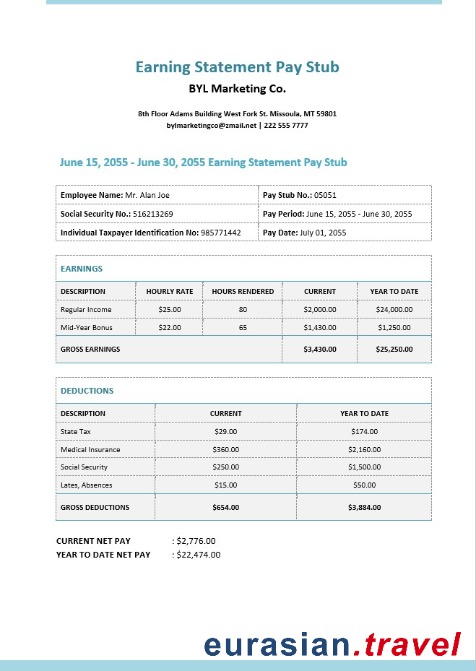 Earning Statement Pay Stub
BYL Marketing Co.
8th Floor Adams Building West Fork St. Missoula, MT 59801
bylmarketingco@zmail.net | 222 555 7777
June 15, 2055 - June 30, 2055 Earning Statement Pay Stub
Employee Name: Mr. Alan Joe Pay Stub No.: 05051
Social Security No.: 516213269 Pay Period: June 15, 2055 - June 30, 2055
Individual Taxpayer Identification No: 985771442 Pay Date: July 01, 2055
EARNINGS
DESCRIPTION HOURLY RATE HOURS RENDERED CURRENT YEAR TO DATE
Regular Income $25.00 80 $2,000.00 $24,000.00
Mid-Year Bonus $22.00 65 $1,430.00 $1,250.00
GROSS EARNINGS $3,430.00 $25,250.00
DEDUCTIONS
DESCRIPTION CURRENT YEAR TO DATE
State Tax $29.00 $174.00
Medical Insurance $360.00 $2,160.00
Social Security $250.00 $1,500.00
Lates, Absences $15.00 $50.00
GROSS DEDUCTIONS $654.00 $3,884.00
CURRENT NET PAY : $2,776.00
YEAR TO DATE NET PAY : $22,474.00
eurasian.travel